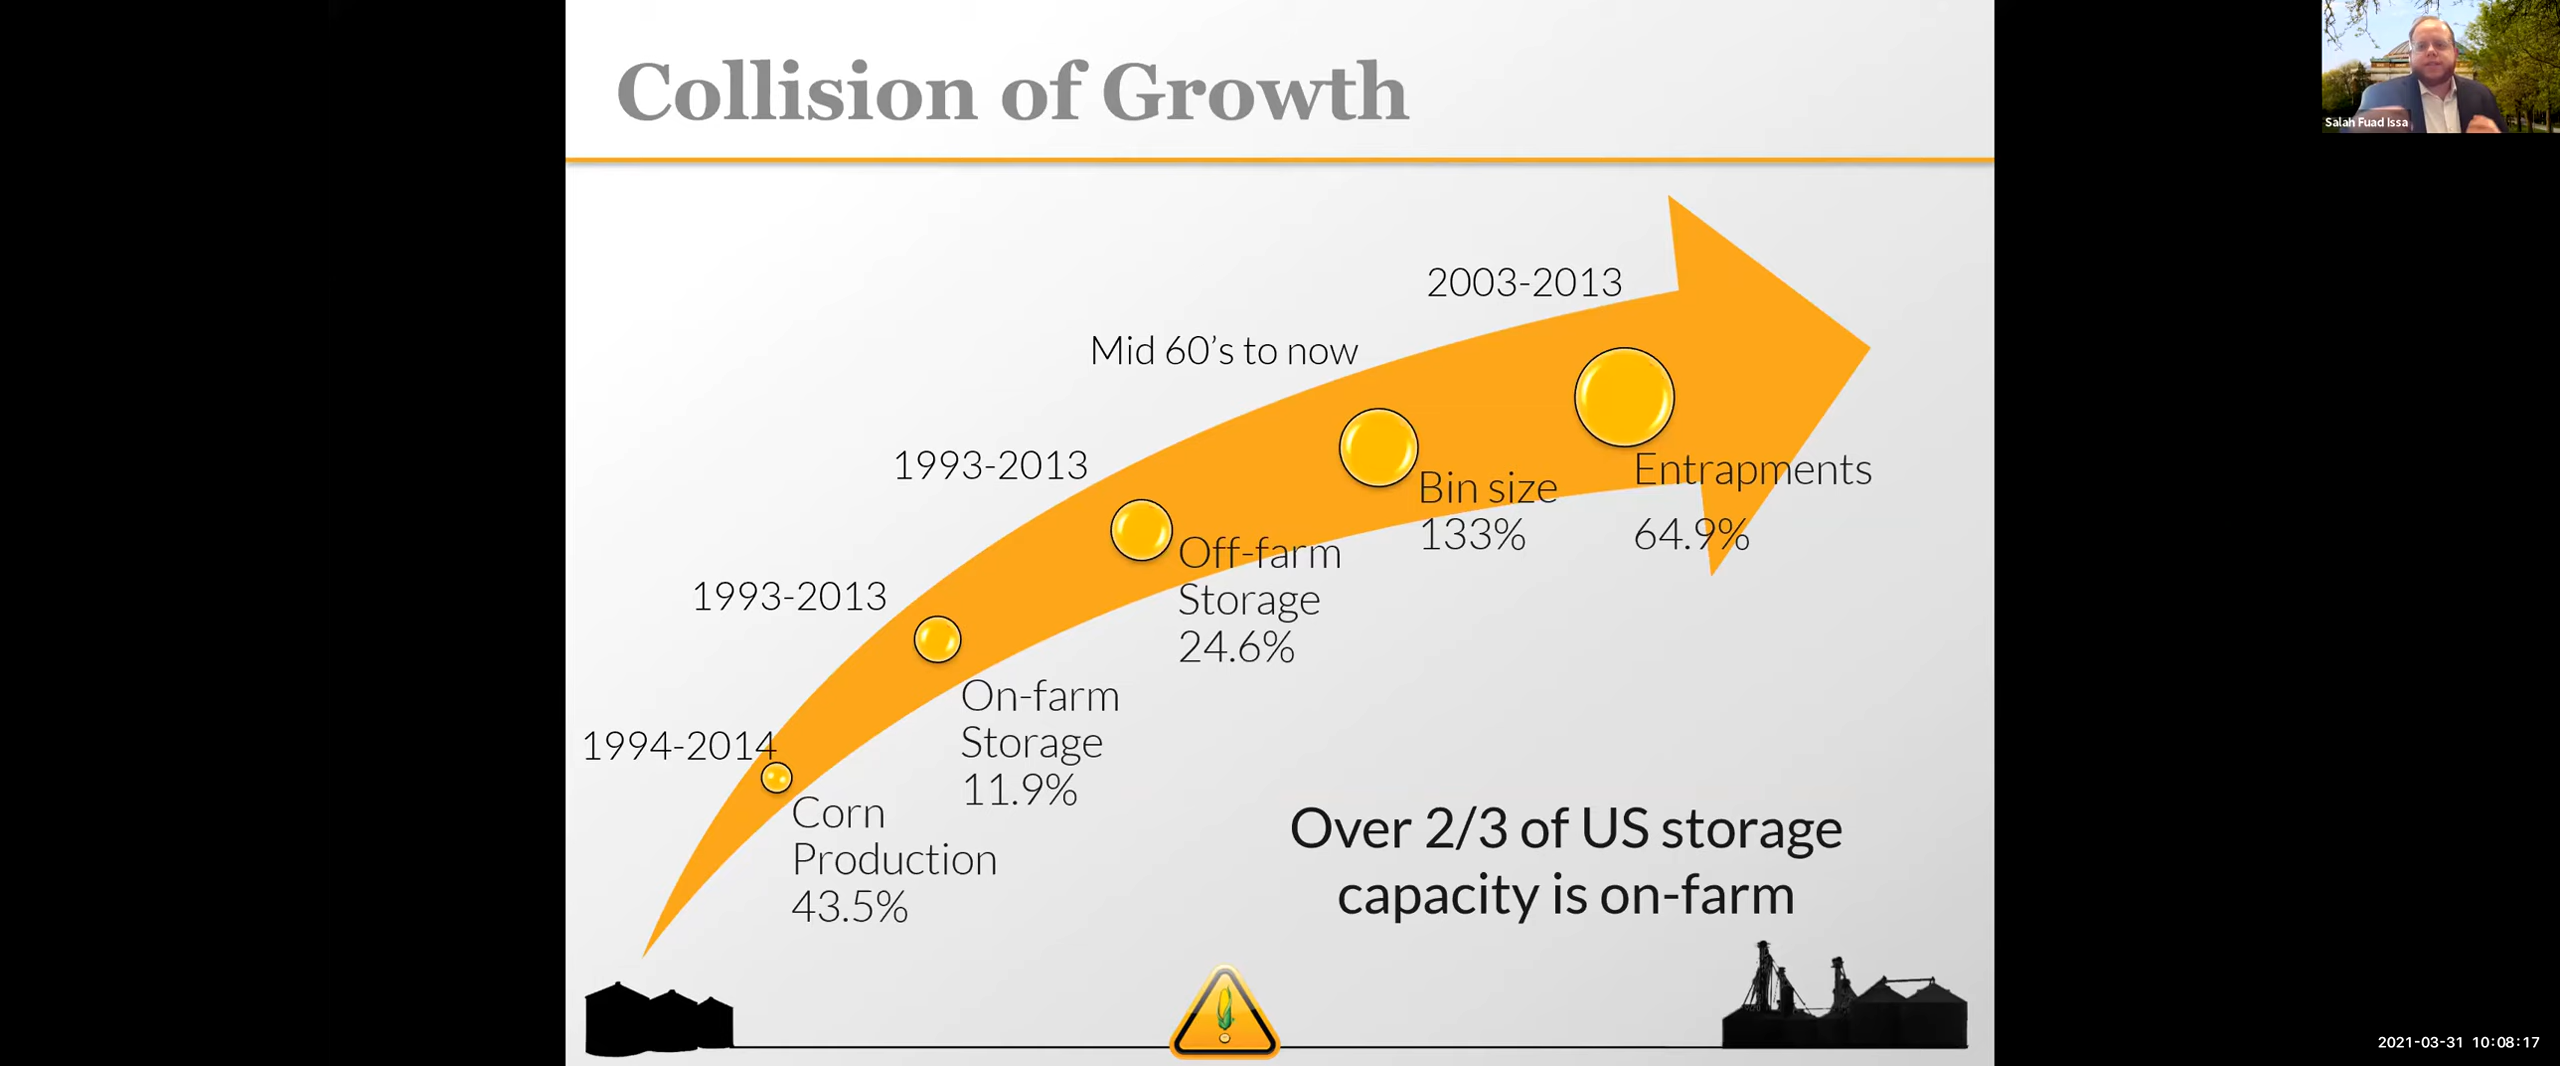 Collision of Growth
Salah Fuad Issa
2003-2013
Mid 60's to now
1993-2013
Entrapments
64.9%
Bin size
133%
Off-farm
Storage
24.6%
1993-2013
On-farm
Storage
11.9%
1994-2014
Corn
Production
43.5%
Over 2/3 of US storage
capacity is on-farm
2021-03-31 10:08:17